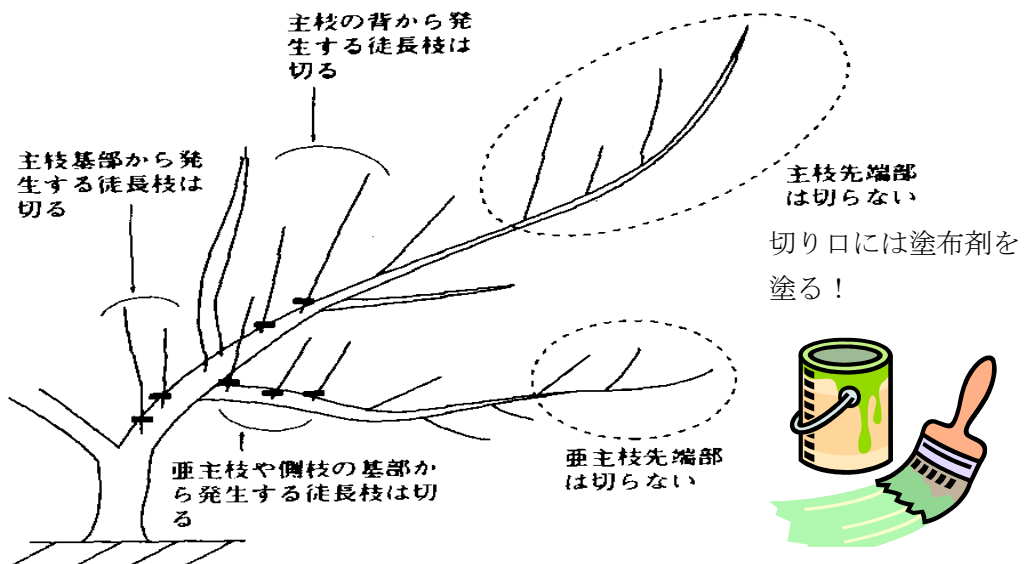 主枝の背から発
生する徒長枝は
切る
主枝基部から発
生する徒長枝は
切る
主枝先端部
は切らない
切り口には塗布剤を
塗る！
亜主枝や側枝の基部か
ら発生する徒長枝は切
る
亜主枝先端部
は切らない